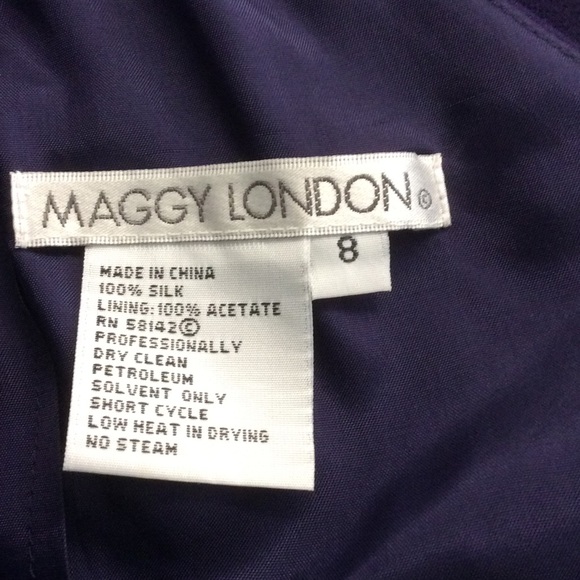 MAGGY LONDON ©
8
MADE IN CHINA
100% SILK
LINING: 100% ACETATE
RN 58142©
PROFESSIONALLY
DRY CLEAN
PETROLEUM
SOLVENT ONLY
SHORT CYCLE
LOW HEAT IN DRYING
NO STEAM